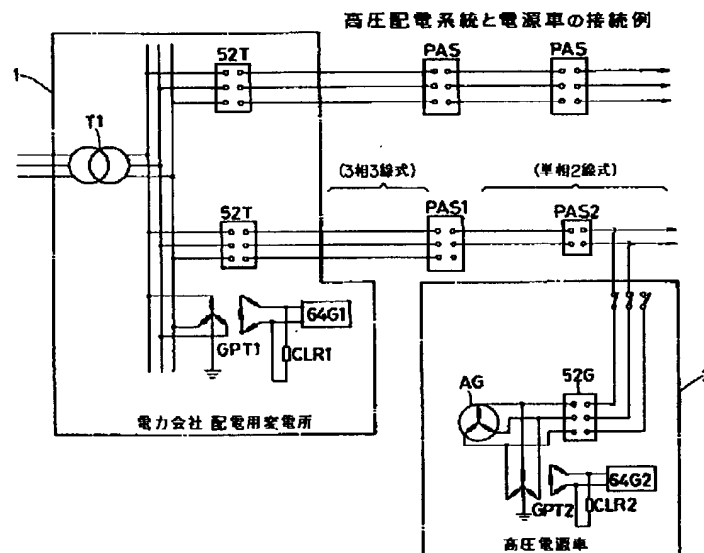 高圧配電系統と電源車の接続例
1
52T
PAS
PAS
T1
(3相3線式)
(単相2線式)
52T
PAS1
PAS2
GPT1
64G1
CLR1
電力会社 配電用変電所
AG
52G
GPT2
64G2
CLR2
高圧電源車